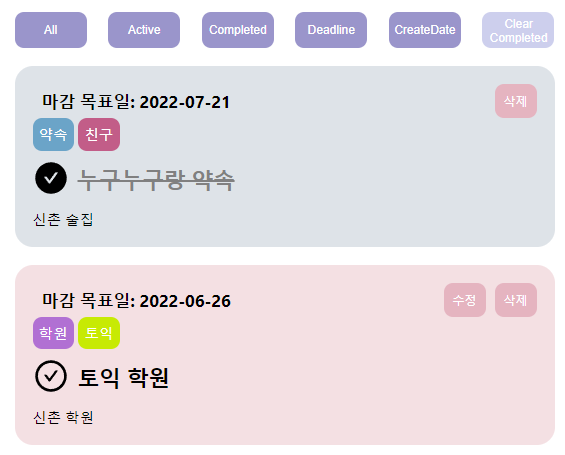 All Active Completed Deadline CreateDate Clear Completed
마감 목표일: 2022-07-21 삭제
약속 친구
누구누구랑 약속
신촌 술집
마감 목표일: 2022-06-26 수정 삭제
학원 토익
토익 학원
신촌 학원